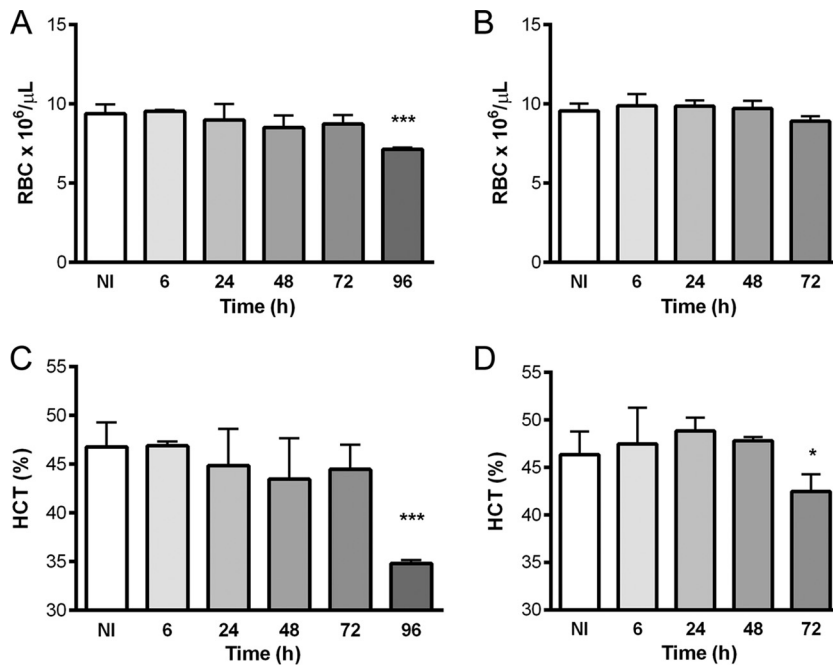 A
RBC x 10⁶/µL
15
10
5
0
***
NI 6 24 48 72 96
Time (h)
B
RBC x 10⁶/µL
15
10
5
0
NI 6 24 48 72
Time (h)
C
HCT (%)
55
50
45
40
35
30
***
NI 6 24 48 72 96
Time (h)
D
HCT (%)
55
50
45
40
35
30
*
NI 6 24 48 72
Time (h)